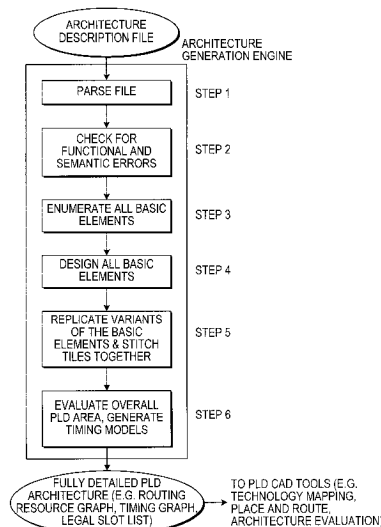 ARCHITECTURE
DESCRIPTION FILE
ARCHITECTURE
GENERATION ENGINE
PARSE FILE
STEP 1
CHECK FOR
FUNCTIONAL AND
SEMANTIC ERRORS
STEP 2
ENUMERATE ALL BASIC
ELEMENTS
STEP 3
DESIGN ALL BASIC
ELEMENTS
STEP 4
REPLICATE VARIANTS
OF THE BASIC
ELEMENTS & STITCH
TILES TOGETHER
STEP 5
EVALUATE OVERALL
PLD AREA, GENERATE
TIMING MODELS
STEP 6
FULLY DETAILED PLD
ARCHITECTURE (E.G. ROUTING
RESOURCE GRAPH, TIMING GRAPH,
LEGAL SLOT LIST)
TO PLD CAD TOOLS (E.G.
TECHNOLOGY MAPPING,
PLACE AND ROUTE,
ARCHITECTURE EVALUATION)